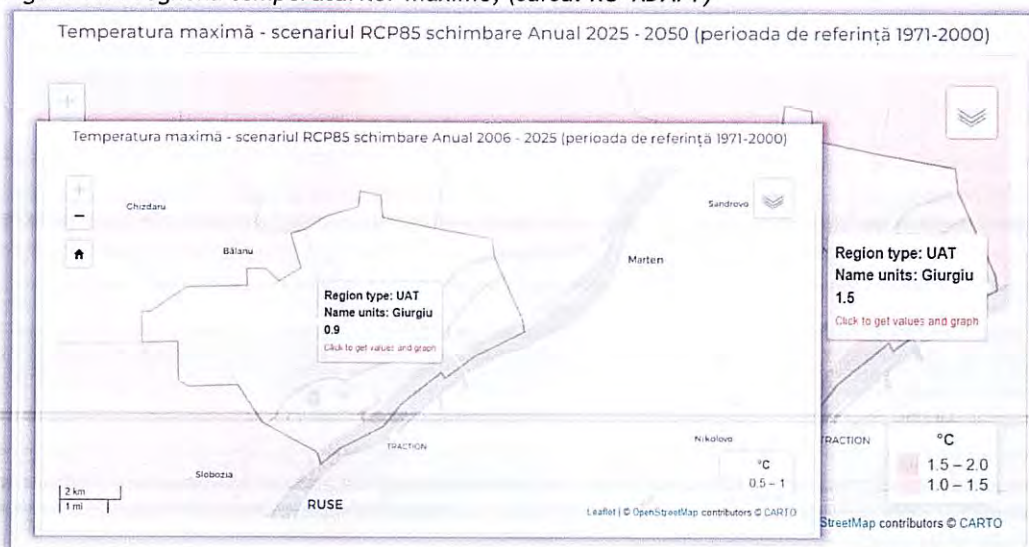 Temperatura maximă - scenariul RCP85 schimbare Anual 2025 - 2050 (perioada de referință 1971-2000)
+
Temperatura maximă - scenariul RCP85 schimbare Anual 2006 - 2025 (perioada de referință 1971-2000)
+
−
Chizdaru
Bălanu
Sandrovo
Marten
Region type: UAT
Name units: Giurgiu
0.9
Click to get values and graph
Region type: UAT
Name units: Giurgiu
1.5
Click to get values and graph
TRACTION
Nikolovo
Slobozia
RUSE
2 km
1 mi
°C
0.5 – 1
Leaflet | © OpenStreetMap contributors © CARTO
TRACTION
°C
1.5 – 2.0
1.0 – 1.5
StreetMap contributors © CARTO